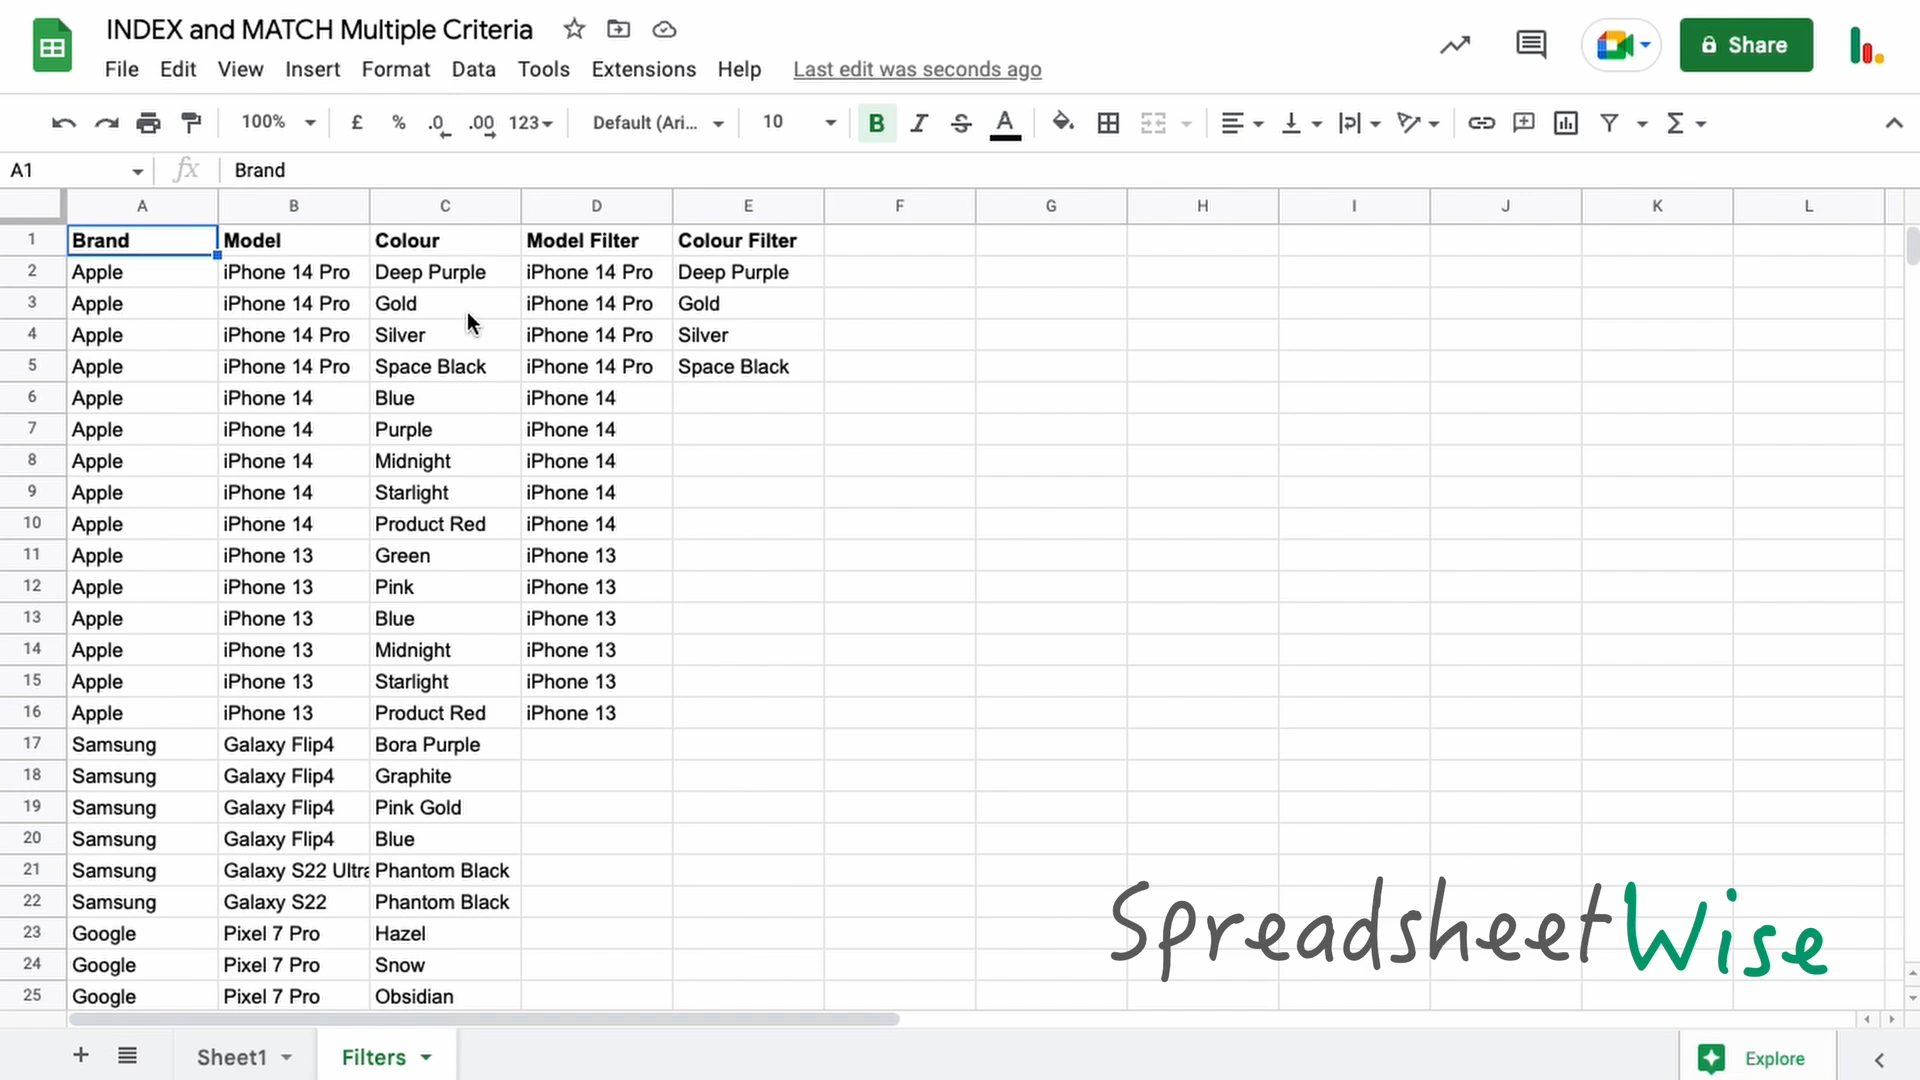 INDEX and MATCH Multiple Criteria
Share
File Edit View Insert Format Data Tools Extensions Help Last edit was seconds ago
100% £ % .0 .00 123 Default (Ari... 10 B I S A Σ
A1 fx Brand
A B C D E F G H I J K L
1 Brand Model Colour Model Filter Colour Filter
2 Apple iPhone 14 Pro Deep Purple iPhone 14 Pro Deep Purple
3 Apple iPhone 14 Pro Gold iPhone 14 Pro Gold
4 Apple iPhone 14 Pro Silver iPhone 14 Pro Silver
5 Apple iPhone 14 Pro Space Black iPhone 14 Pro Space Black
6 Apple iPhone 14 Blue iPhone 14
7 Apple iPhone 14 Purple iPhone 14
8 Apple iPhone 14 Midnight iPhone 14
9 Apple iPhone 14 Starlight iPhone 14
10 Apple iPhone 14 Product Red iPhone 14
11 Apple iPhone 13 Green iPhone 13
12 Apple iPhone 13 Pink iPhone 13
13 Apple iPhone 13 Blue iPhone 13
14 Apple iPhone 13 Midnight iPhone 13
15 Apple iPhone 13 Starlight iPhone 13
16 Apple iPhone 13 Product Red iPhone 13
17 Samsung Galaxy Flip4 Bora Purple
18 Samsung Galaxy Flip4 Graphite
19 Samsung Galaxy Flip4 Pink Gold
20 Samsung Galaxy Flip4 Blue
21 Samsung Galaxy S22 Ultra Phantom Black
22 Samsung Galaxy S22 Phantom Black
23 Google Pixel 7 Pro Hazel
24 Google Pixel 7 Pro Snow
25 Google Pixel 7 Pro Obsidian
SpreadsheetWise
+ Sheet1 Filters Explore